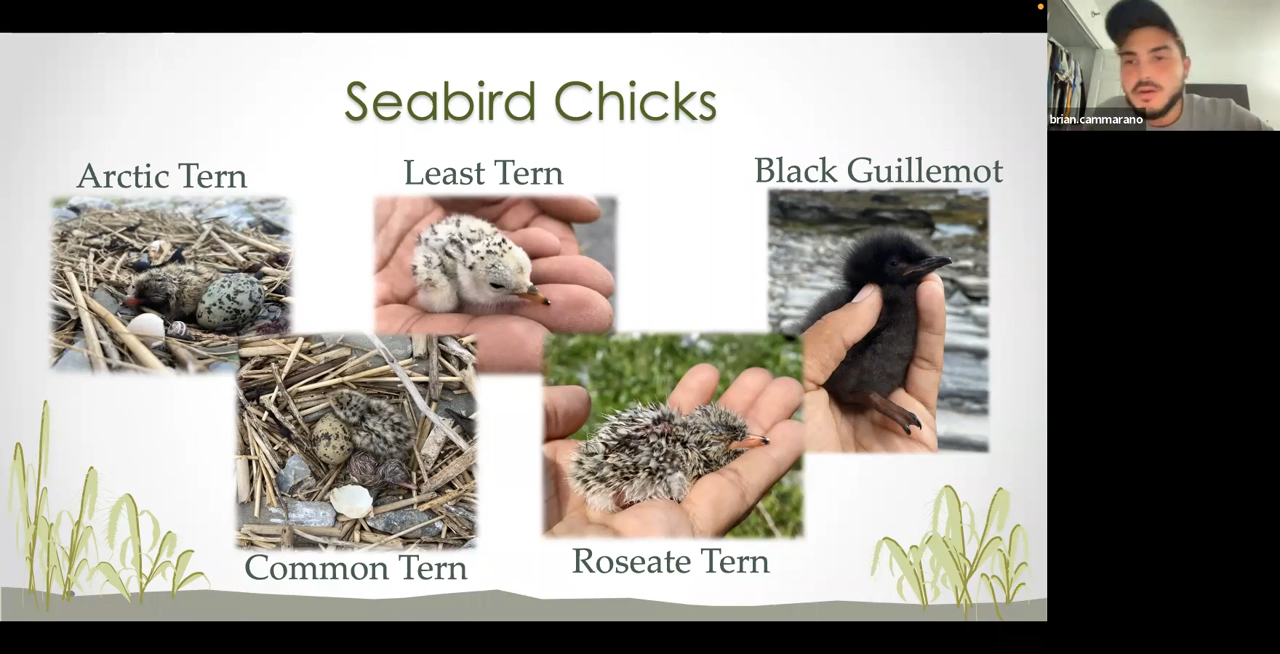 Seabird Chicks
Arctic Tern
Least Tern
Black Guillemot
Common Tern
Roseate Tern
brian.cammarano